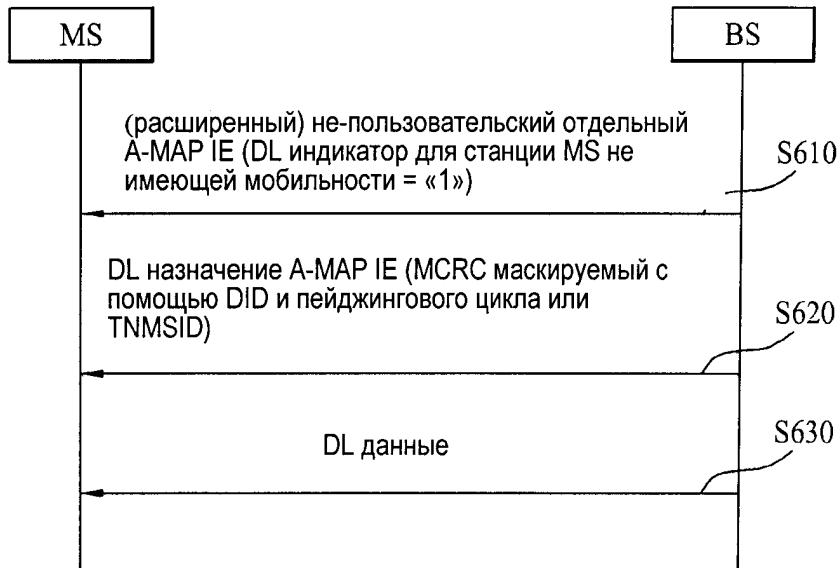 MS
BS
(расширенный) не-пользовательский отдельный
A-MAP IE (DL индикатор для станции MS не
имеющей мобильности = «1»)
S610
DL назначение A-MAP IE (MCRC маскируемый с
помощью DID и пейджингового цикла или
TNMSID)
S620
DL данные
S630